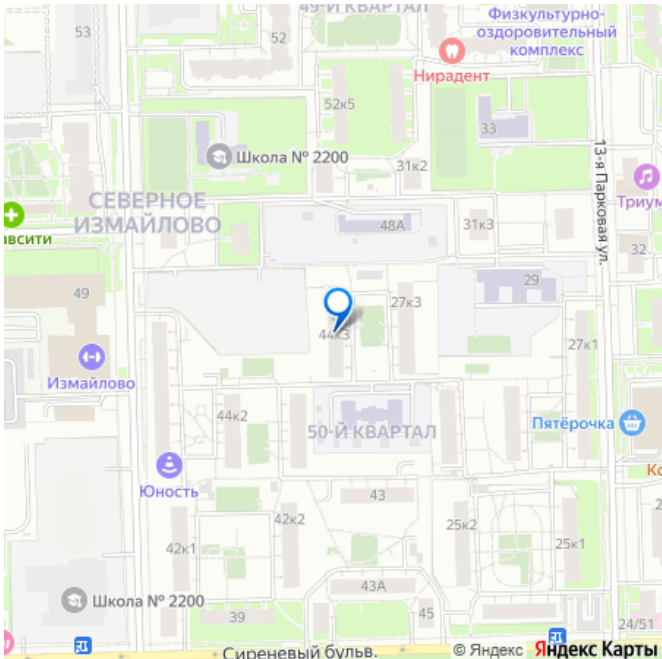 49-Й КВАРТАЛ
Физкультурно-
оздоровительный
комплекс
53
52
Нирадент
52к5
33
Школа № 2200
31к2
13-я Парковая ул.
СЕВЕРНОЕ
ИЗМАЙЛОВО
Триум
авсити
48А
31к3
32
49
29
27к3
44к3
27к1
Измайлово
44к2
50-Й КВАРТАЛ
Пятёрочка
Ко
Юность
43
42к2
25к2
42к1
25к1
43А
Школа № 2200
39
45
24/51
Сиреневый бульв.
© Яндекс
Яндекс Карты